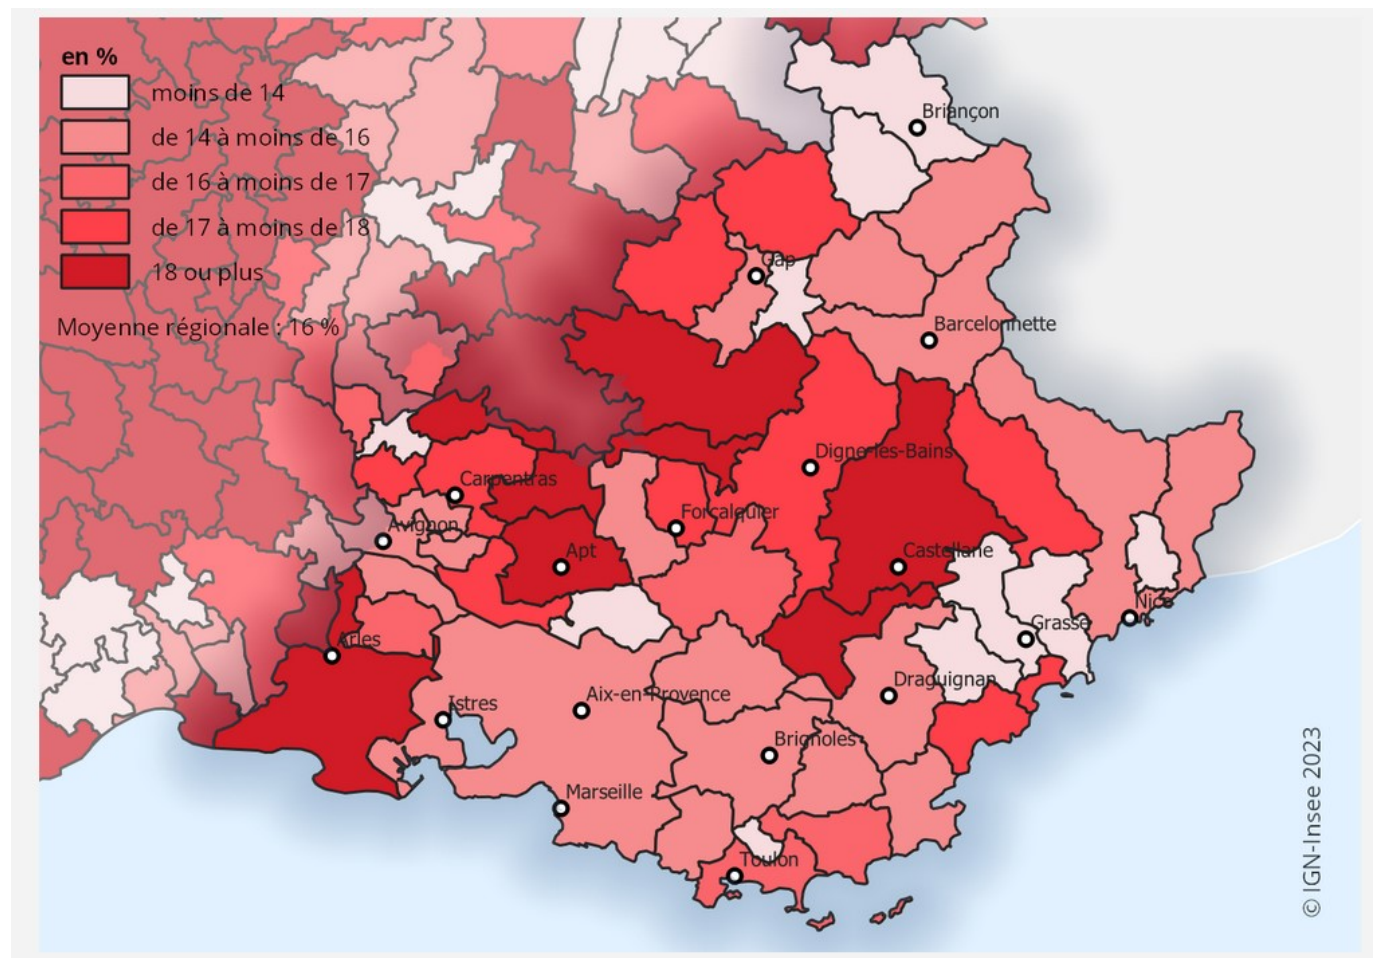 en %
moins de 14
de 14 à moins de 16
de 16 à moins de 17
de 17 à moins de 18
18 ou plus
Moyenne régionale : 16 %
Briançon
Gap
Barcelonnette
Digne-les-Bains
Carpentras
Forcalquier
Avignon
Apt
Castellane
Nice
Grasse
Arles
Draguignan
Aix-en-Provence
Istres
Brignoles
Marseille
Toulon
© IGN-Insee 2023